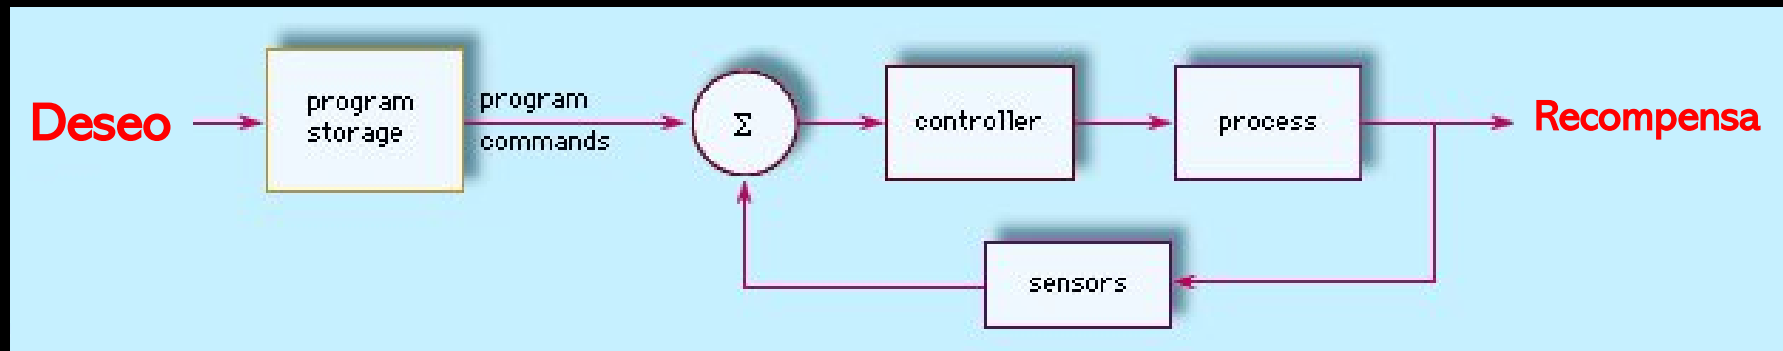 Deseo
program
storage
program
commands
Σ
controller
process
Recompensa
sensors